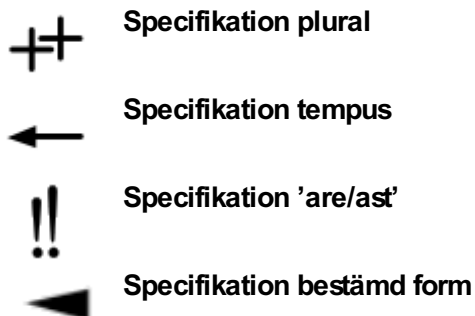 Specifikation plural
Specifikation tempus
Specifikation ’are/ast’
Specifikation bestämd form